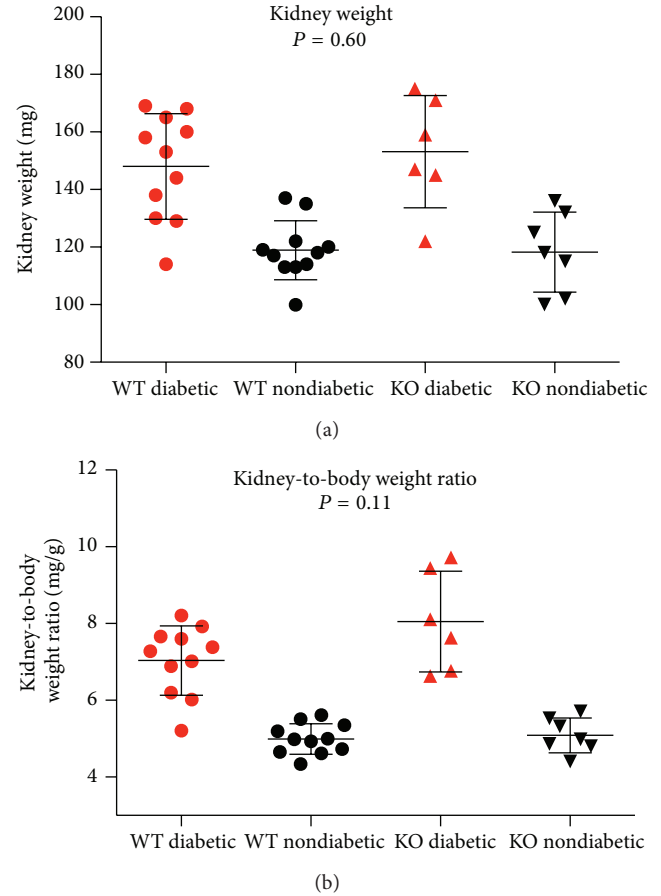 Kidney weight
P = 0.60
Kidney weight (mg)
200
180
160
140
120
100
80
WT diabetic WT nondiabetic KO diabetic KO nondiabetic
(a)
Kidney-to-body weight ratio
P = 0.11
Kidney-to-body
weight ratio (mg/g)
12
10
8
6
4
WT diabetic WT nondiabetic KO diabetic KO nondiabetic
(b)